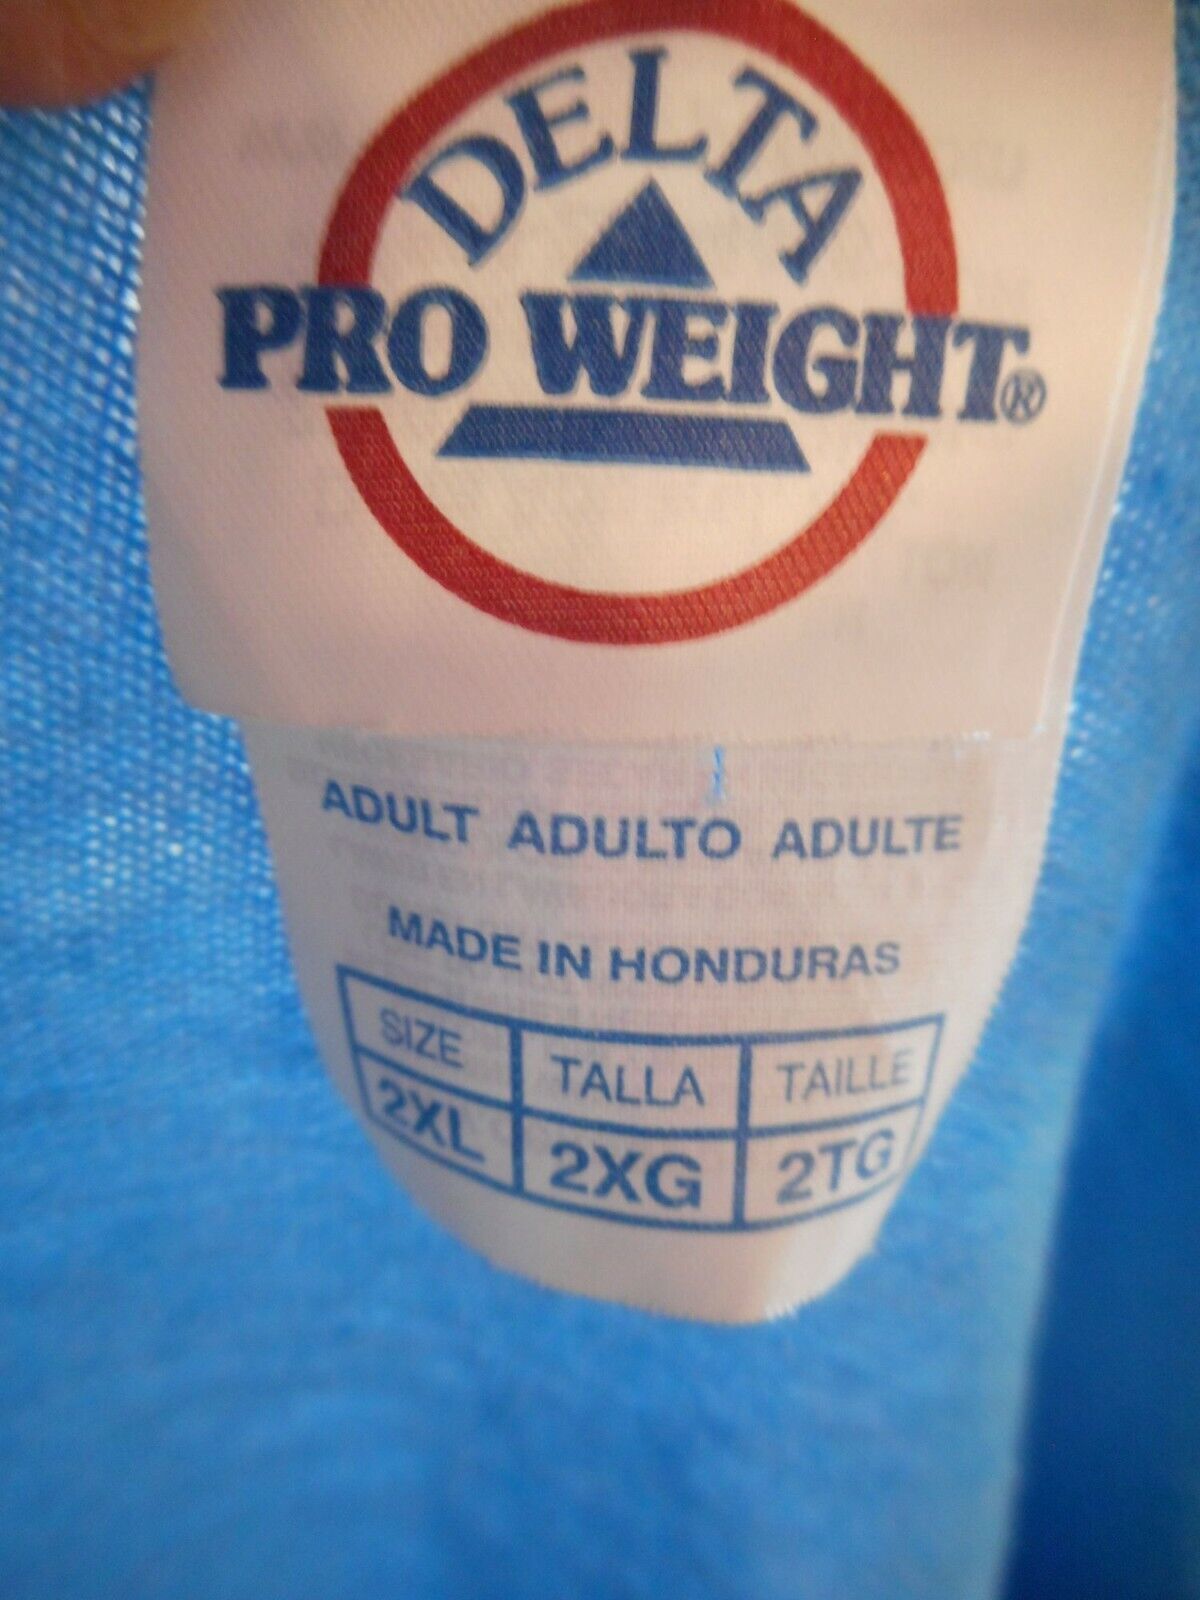 DELTA
PRO WEIGHT®
ADULT ADULTO ADULTE
MADE IN HONDURAS
SIZE TALLA TAILLE
2XL 2XG 2TG